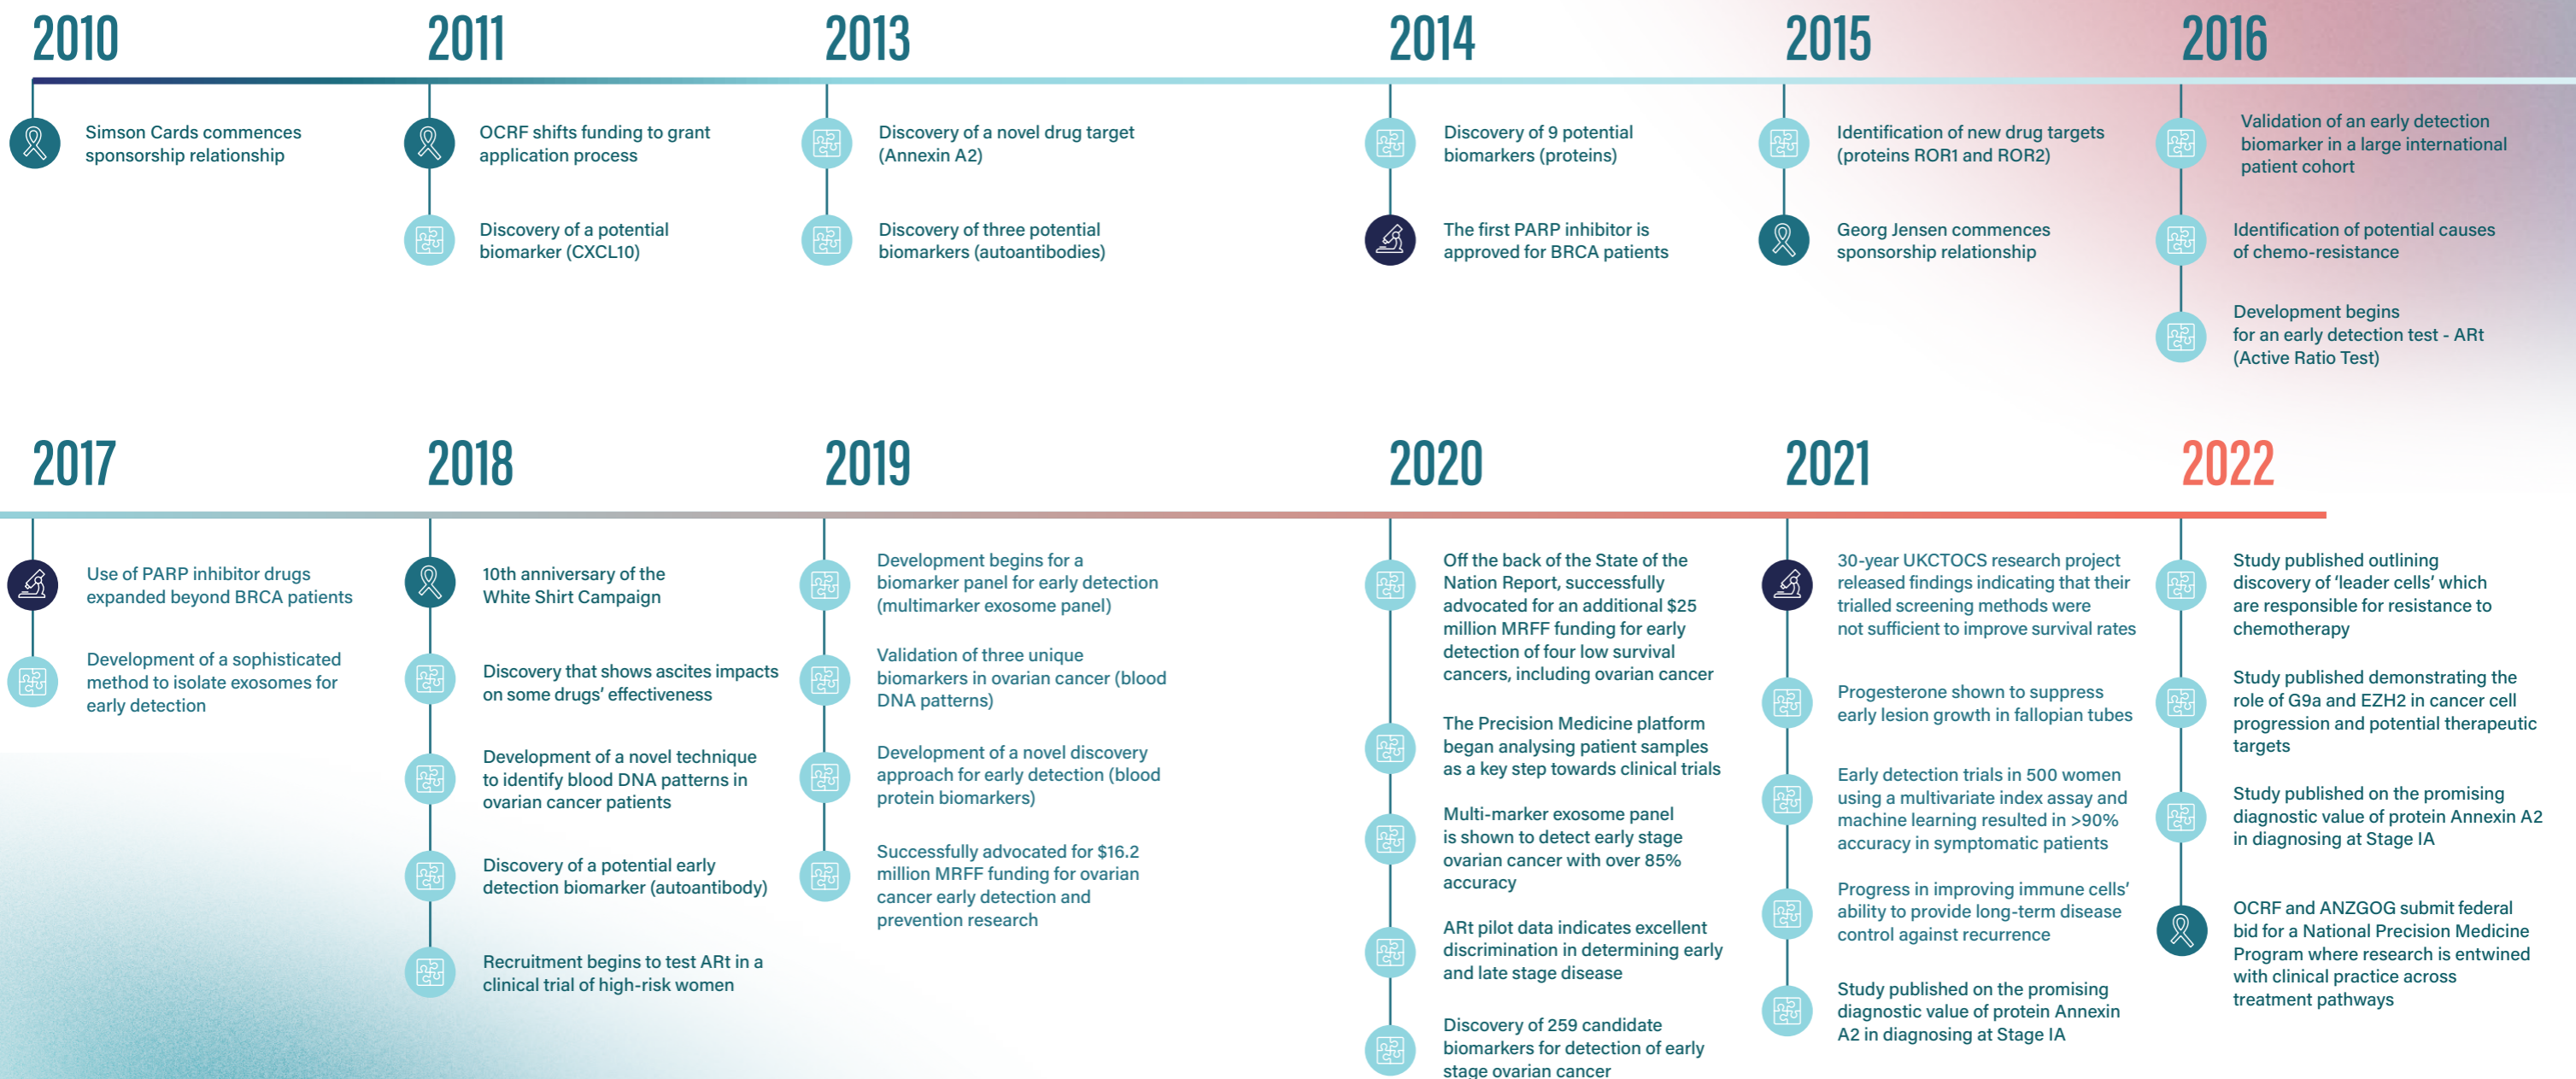 2010
Simson Cards commences
sponsorship relationship
2011
OCRF shifts funding to grant
application process
Discovery of a potential
biomarker (CXCL10)
2013
Discovery of a novel drug target
(Annexin A2)
Discovery of three potential
biomarkers (autoantibodies)
2014
Discovery of 9 potential
biomarkers (proteins)
The first PARP inhibitor is
approved for BRCA patients
2015
Identification of new drug targets
(proteins ROR1 and ROR2)
Georg Jensen commences
sponsorship relationship
2016
Validation of an early detection
biomarker in a large international
patient cohort
Identification of potential causes
of chemo-resistance
Development begins
for an early detection test - ARt
(Active Ratio Test)
2017
Use of PARP inhibitor drugs
expanded beyond BRCA patients
Development of a sophisticated
method to isolate exosomes for
early detection
2018
10th anniversary of the
White Shirt Campaign
Discovery that shows ascites impacts
on some drugs’ effectiveness
Development of a novel technique
to identify blood DNA patterns in
ovarian cancer patients
Discovery of a potential early
detection biomarker (autoantibody)
Recruitment begins to test ARt in a
clinical trial of high-risk women
2019
Development begins for a
biomarker panel for early detection
(multimarker exosome panel)
Validation of three unique
biomarkers in ovarian cancer (blood
DNA patterns)
Development of a novel discovery
approach for early detection (blood
protein biomarkers)
Successfully advocated for $16.2
million MRFF funding for ovarian
cancer early detection and
prevention research
2020
Off the back of the State of the
Nation Report, successfully
advocated for an additional $25
million MRFF funding for early
detection of four low survival
cancers, including ovarian cancer
The Precision Medicine platform
began analysing patient samples
as a key step towards clinical trials
Multi-marker exosome panel
is shown to detect early stage
ovarian cancer with over 85%
accuracy
ARt pilot data indicates excellent
discrimination in determining early
and late stage disease
Discovery of 259 candidate
biomarkers for detection of early
stage ovarian cancer
2021
30-year UKCTOCS research project
released findings indicating that their
trialled screening methods were
not sufficient to improve survival rates
Progesterone shown to suppress
early lesion growth in fallopian tubes
Early detection trials in 500 women
using a multivariate index assay and
machine learning resulted in >90%
accuracy in symptomatic patients
Progress in improving immune cells’
ability to provide long-term disease
control against recurrence
Study published on the promising
diagnostic value of protein Annexin
A2 in diagnosing at Stage IA
2022
Study published outlining
discovery of ‘leader cells’ which
are responsible for resistance to
chemotherapy
Study published demonstrating the
role of G9a and EZH2 in cancer cell
progression and potential therapeutic
targets
Study published on the promising
diagnostic value of protein Annexin A2
in diagnosing at Stage IA
OCRF and ANZGOG submit federal
bid for a National Precision Medicine
Program where research is entwined
with clinical practice across
treatment pathways